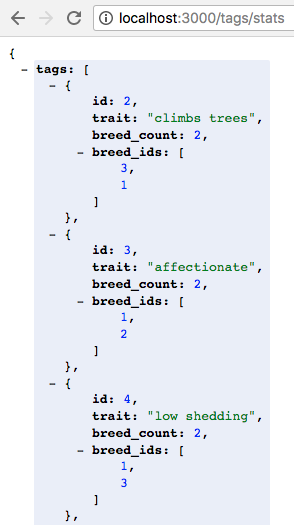 localhost:3000/tags/stats
{
– tags: [
– {
id: 2,
trait: "climbs trees",
breed_count: 2,
– breed_ids: [
3,
1
]
},
– {
id: 3,
trait: "affectionate",
breed_count: 2,
– breed_ids: [
1,
2
]
},
– {
id: 4,
trait: "low shedding",
breed_count: 2,
– breed_ids: [
1,
3
]
},